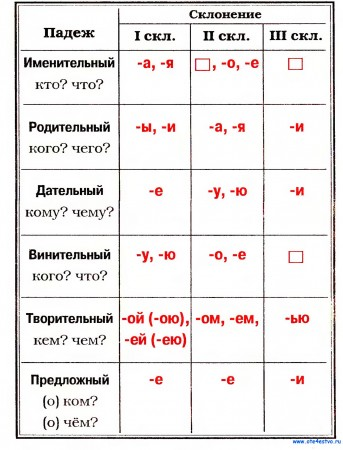 Падеж
Склонение
I скл. II скл. III скл.
Именительный -а, -я □, -о, -е □
кто? что?
Родительный -ы, -и -а, -я -и
кого? чего?
Дательный -е -у, -ю -и
кому? чему?
Винительный -у, -ю -о, -е □
кого? что?
Творительный -ой (-ою), -ом, -ем, -ью
кем? чем? -ей (-ею)
Предложный -е -е -и
(о) ком?
(о) чём?
www.ote4estvo.ru